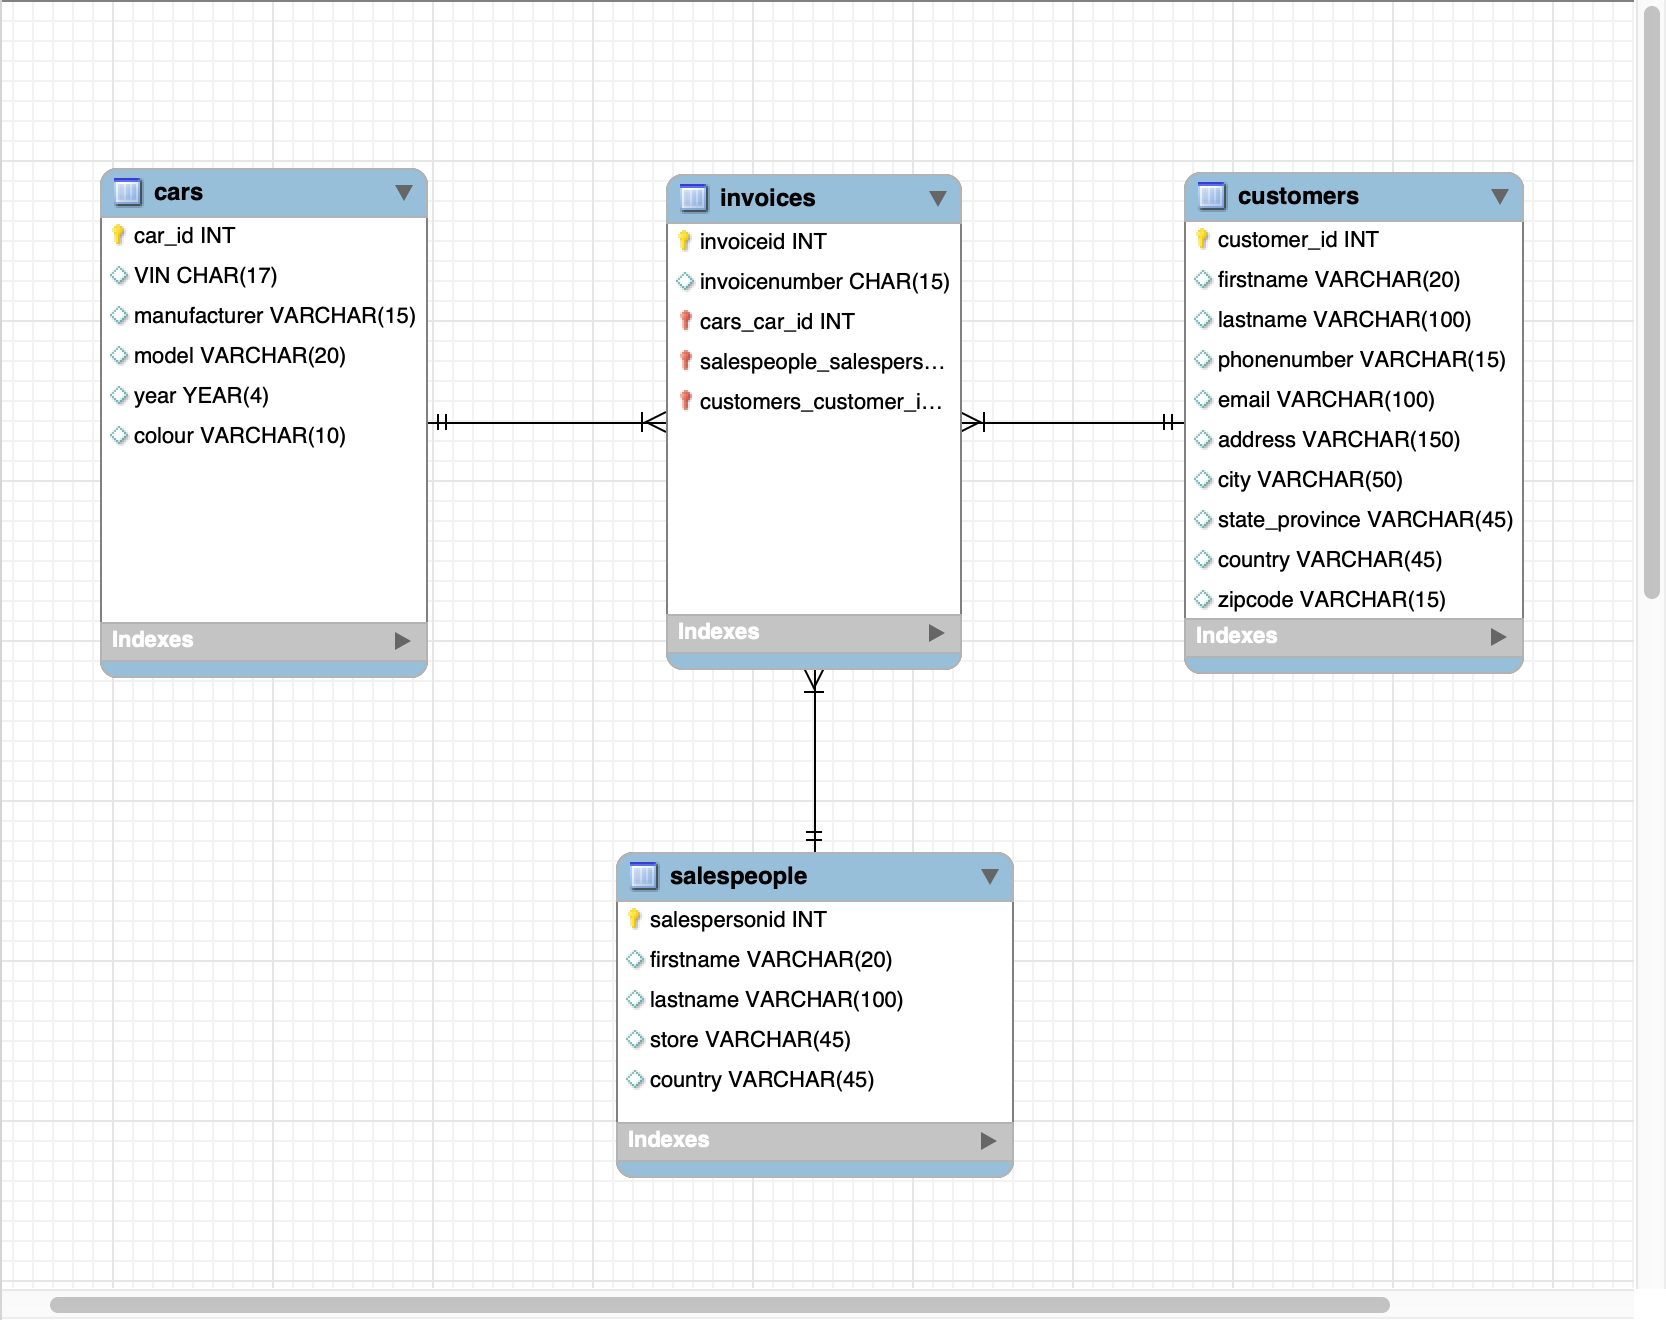 cars
car_id INT
VIN CHAR(17)
manufacturer VARCHAR(15)
model VARCHAR(20)
year YEAR(4)
colour VARCHAR(10)
Indexes
invoices
invoiceid INT
invoicenumber CHAR(15)
cars_car_id INT
salespeople_salespers...
customers_customer_i...
Indexes
customers
customer_id INT
firstname VARCHAR(20)
lastname VARCHAR(100)
phonenumber VARCHAR(15)
email VARCHAR(100)
address VARCHAR(150)
city VARCHAR(50)
state_province VARCHAR(45)
country VARCHAR(45)
zipcode VARCHAR(15)
Indexes
salespeople
salespersonid INT
firstname VARCHAR(20)
lastname VARCHAR(100)
store VARCHAR(45)
country VARCHAR(45)
Indexes